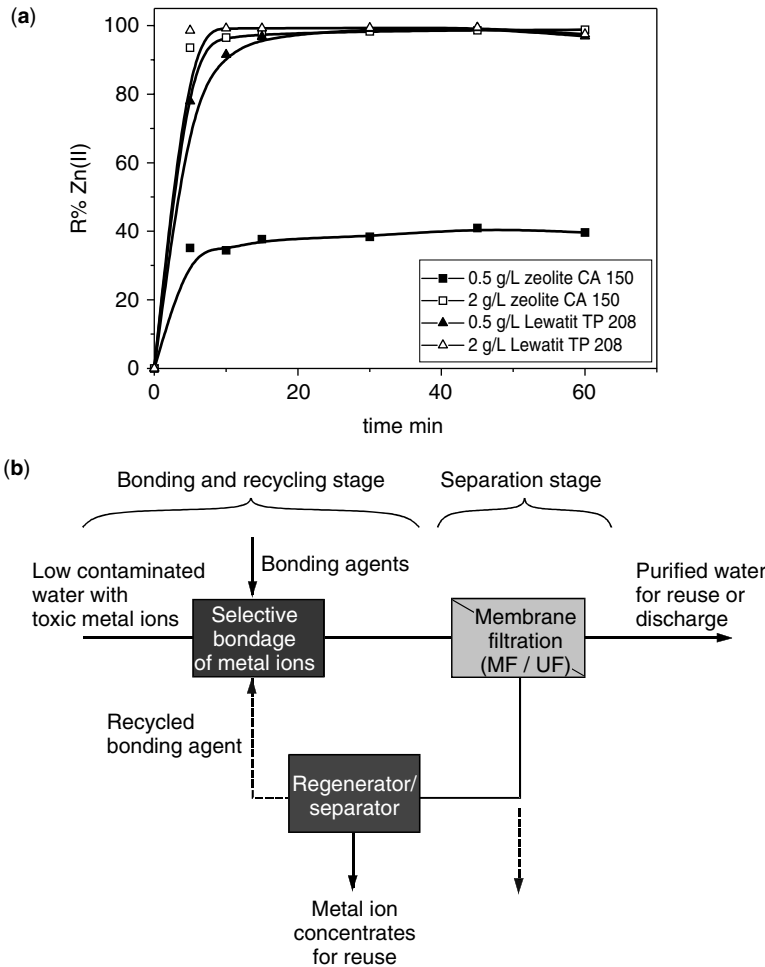 (a)
100
80
60
40
20
0
R% Zn(II)
0.5 g/L zeolite CA 150
2 g/L zeolite CA 150
0.5 g/L Lewatit TP 208
2 g/L Lewatit TP 208
0
20
40
60
time min
(b)
Bonding and recycling stage
Separation stage
Low contaminated
water with
toxic metal ions
Bonding agents
Selective
bondage
of metal ions
Membrane
filtration
(MF / UF)
Purified water
for reuse or
discharge
Recycled
bonding agent
Regenerator/
separator
Metal ion
concentrates
for reuse